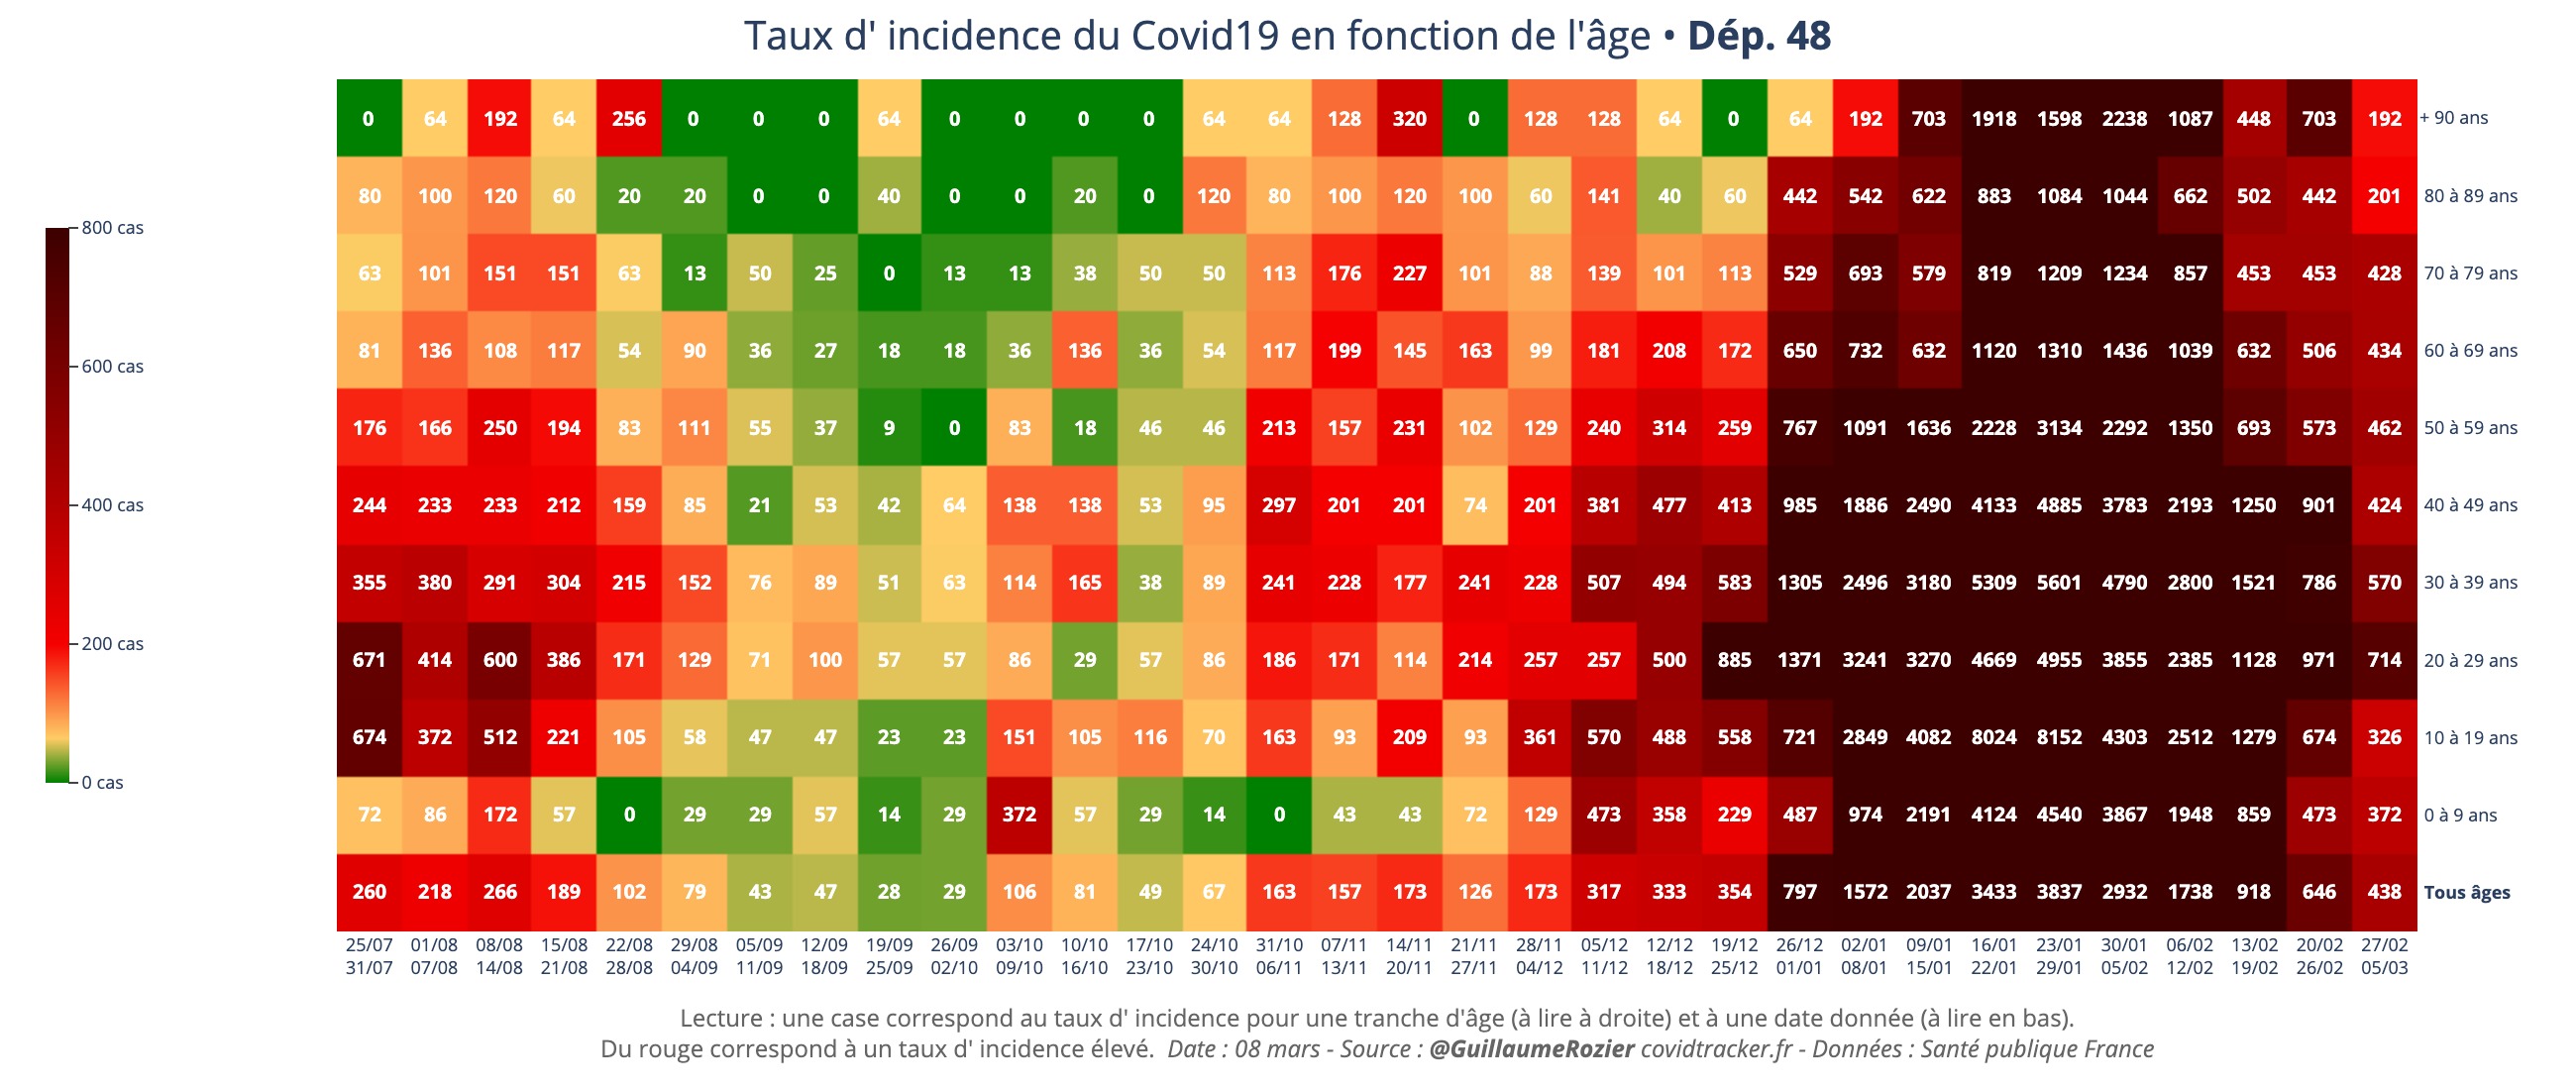 Taux d' incidence du Covid19 en fonction de l'âge • Dép. 48
0 64 192 64 256 0 0 0 64 0 0 0 0 64 64 128 320 0 128 128 64 0 64 192 703 1918 1598 2238 1087 448 703 192 + 90 ans
80 100 120 60 20 20 0 0 40 0 0 20 0 120 80 100 120 100 60 141 40 60 442 542 622 883 1084 1044 662 502 442 201 80 à 89 ans
800 cas
63 101 151 151 63 13 50 25 0 13 13 38 50 50 113 176 227 101 88 139 101 113 529 693 579 819 1209 1234 857 453 453 428 70 à 79 ans
81 136 108 117 54 90 36 27 18 18 36 136 36 54 117 199 145 163 99 181 208 172 650 732 632 1120 1310 1436 1039 632 506 434 60 à 69 ans
600 cas
176 166 250 194 83 111 55 37 9 0 83 18 46 46 213 157 231 102 129 240 314 259 767 1091 1636 2228 3134 2292 1350 693 573 462 50 à 59 ans
400 cas
244 233 233 212 159 85 21 53 42 64 138 138 53 95 297 201 201 74 201 381 477 413 985 1886 2490 4133 4885 3783 2193 1250 901 424 40 à 49 ans
355 380 291 304 215 152 76 89 51 63 114 165 38 89 241 228 177 241 228 507 494 583 1305 2496 3180 5309 5601 4790 2800 1521 786 570 30 à 39 ans
200 cas
671 414 600 386 171 129 71 100 57 57 86 29 57 86 186 171 114 214 257 257 500 885 1371 3241 3270 4669 4955 3855 2385 1128 971 714 20 à 29 ans
674 372 512 221 105 58 47 47 23 23 151 105 116 70 163 93 209 93 361 570 488 558 721 2849 4082 8024 8152 4303 2512 1279 674 326 10 à 19 ans
0 cas
72 86 172 57 0 29 29 57 14 29 372 57 29 14 0 43 43 72 129 473 358 229 487 974 2191 4124 4540 3867 1948 859 473 372 0 à 9 ans
260 218 266 189 102 79 43 47 28 29 106 81 49 67 163 157 173 126 173 317 333 354 797 1572 2037 3433 3837 2932 1738 918 646 438 Tous âges
25/07 01/08 08/08 15/08 22/08 29/08 05/09 12/09 19/09 26/09 03/10 10/10 17/10 24/10 31/10 07/11 14/11 21/11 28/11 05/12 12/12 19/12 26/12 02/01 09/01 16/01 23/01 30/01 06/02 13/02 20/02 27/02
31/07 07/08 14/08 21/08 28/08 04/09 11/09 18/09 25/09 02/10 09/10 16/10 23/10 30/10 06/11 13/11 20/11 27/11 04/12 11/12 18/12 25/12 01/01 08/01 15/01 22/01 29/01 05/02 12/02 19/02 26/02 05/03
Lecture : une case correspond au taux d' incidence pour une tranche d'âge (à lire à droite) et à une date donnée (à lire en bas).
Du rouge correspond à un taux d' incidence élevé. Date : 08 mars - Source : @GuillaumeRozier covidtracker.fr - Données : Santé publique France